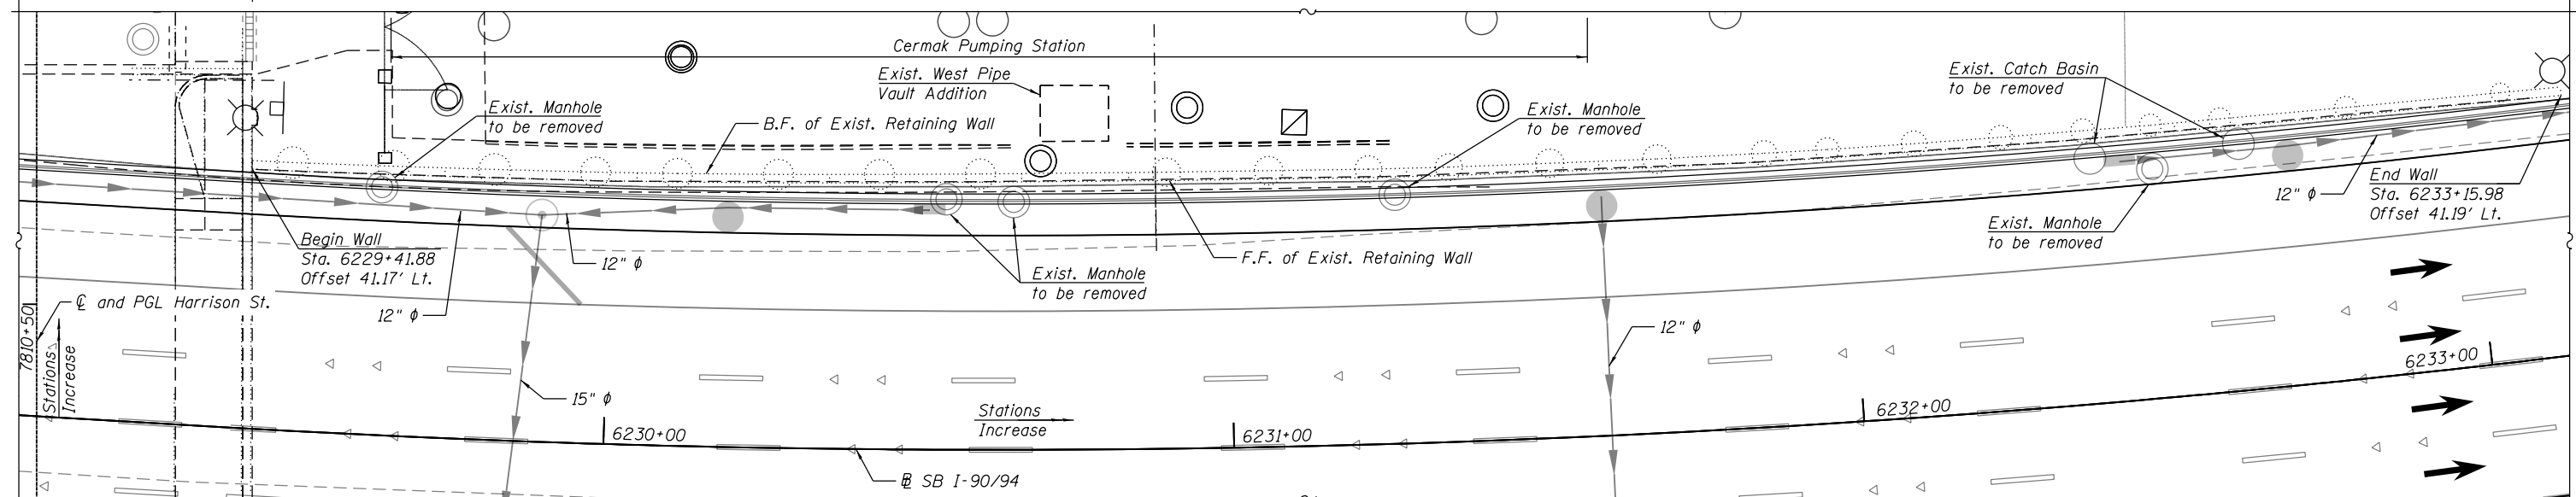 Cermak Pumping Station
Exist. West Pipe
Vault Addition
Exist. Catch Basin
to be removed
Exist. Manhole
to be removed
B.F. of Exist. Retaining Wall
Exist. Manhole
to be removed
End Wall
Sta. 6233+15.98
Offset 41.19' Lt.
12" ϕ
Begin Wall
Sta. 6229+41.88
Offset 41.17' Lt.
12" ϕ
Exist. Manhole
to be removed
F.F. of Exist. Retaining Wall
Exist. Manhole
to be removed
℄ and PGL Harrison St.
12" ϕ
12" ϕ
7810+50
Stations
Increase
15" ϕ
Stations
Increase
6230+00
6231+00
6232+00
6233+00
B SB I-90/94